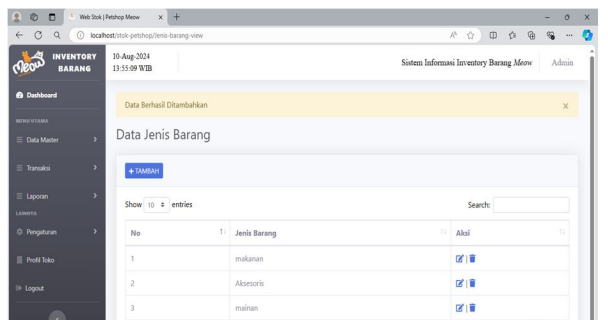 Web Stok | Petshop Meow
localhost/stok-petshop/Jenis-barang-view
Meow
INVENTORY
BARANG
10-Aug-2024
13:55:09 WIB
Sistem Informasi Inventory Barang Meow
Admin
Dashboard
MENU UTAMA
Data Master
Transaksi
Laporan
LAINNYA
Pengaturan
Profil Toko
Logout
Data Berhasil Ditambahkan
Data Jenis Barang
+ TAMBAH
Show 10 entries
Search:
No Jenis Barang Aksi
1 makanan
2 Aksesoris
3 mainan